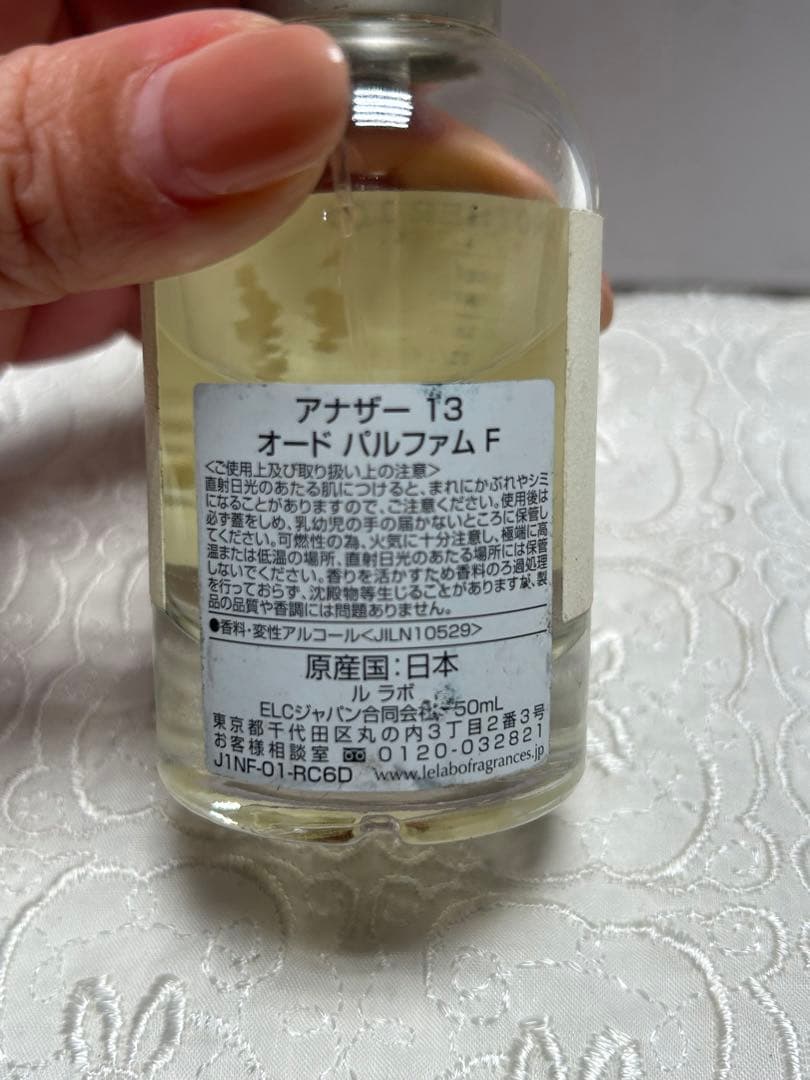 アナザー 13
オード パルファム F
<ご使用上及び取り扱い上の注意>
直射日光のあたる肌につけると、まれにかぶれやシミ
になることがありますので、ご注意ください。使用後は
必ず蓋をしめ、乳幼児の手の届かないところに保管し
てください。可燃性の為、火気に十分注意し、極端に高
温または低温の場所、直射日光のあたる場所には保管
しないでください。香りを活かすため香料のろ過処理
を行っておらず、沈殿物等生じることがありますが、製
品の品質や香調には問題ありません。
●香料・変性アルコール<JILN10529>
原産国：日本
ル ラボ
ELCジャパン合同会社 50mL
東京都千代田区丸の内3丁目2番3号
お客様相談室 0120-032821
J1NF-01-RC6D www.lelabofragrances.jp